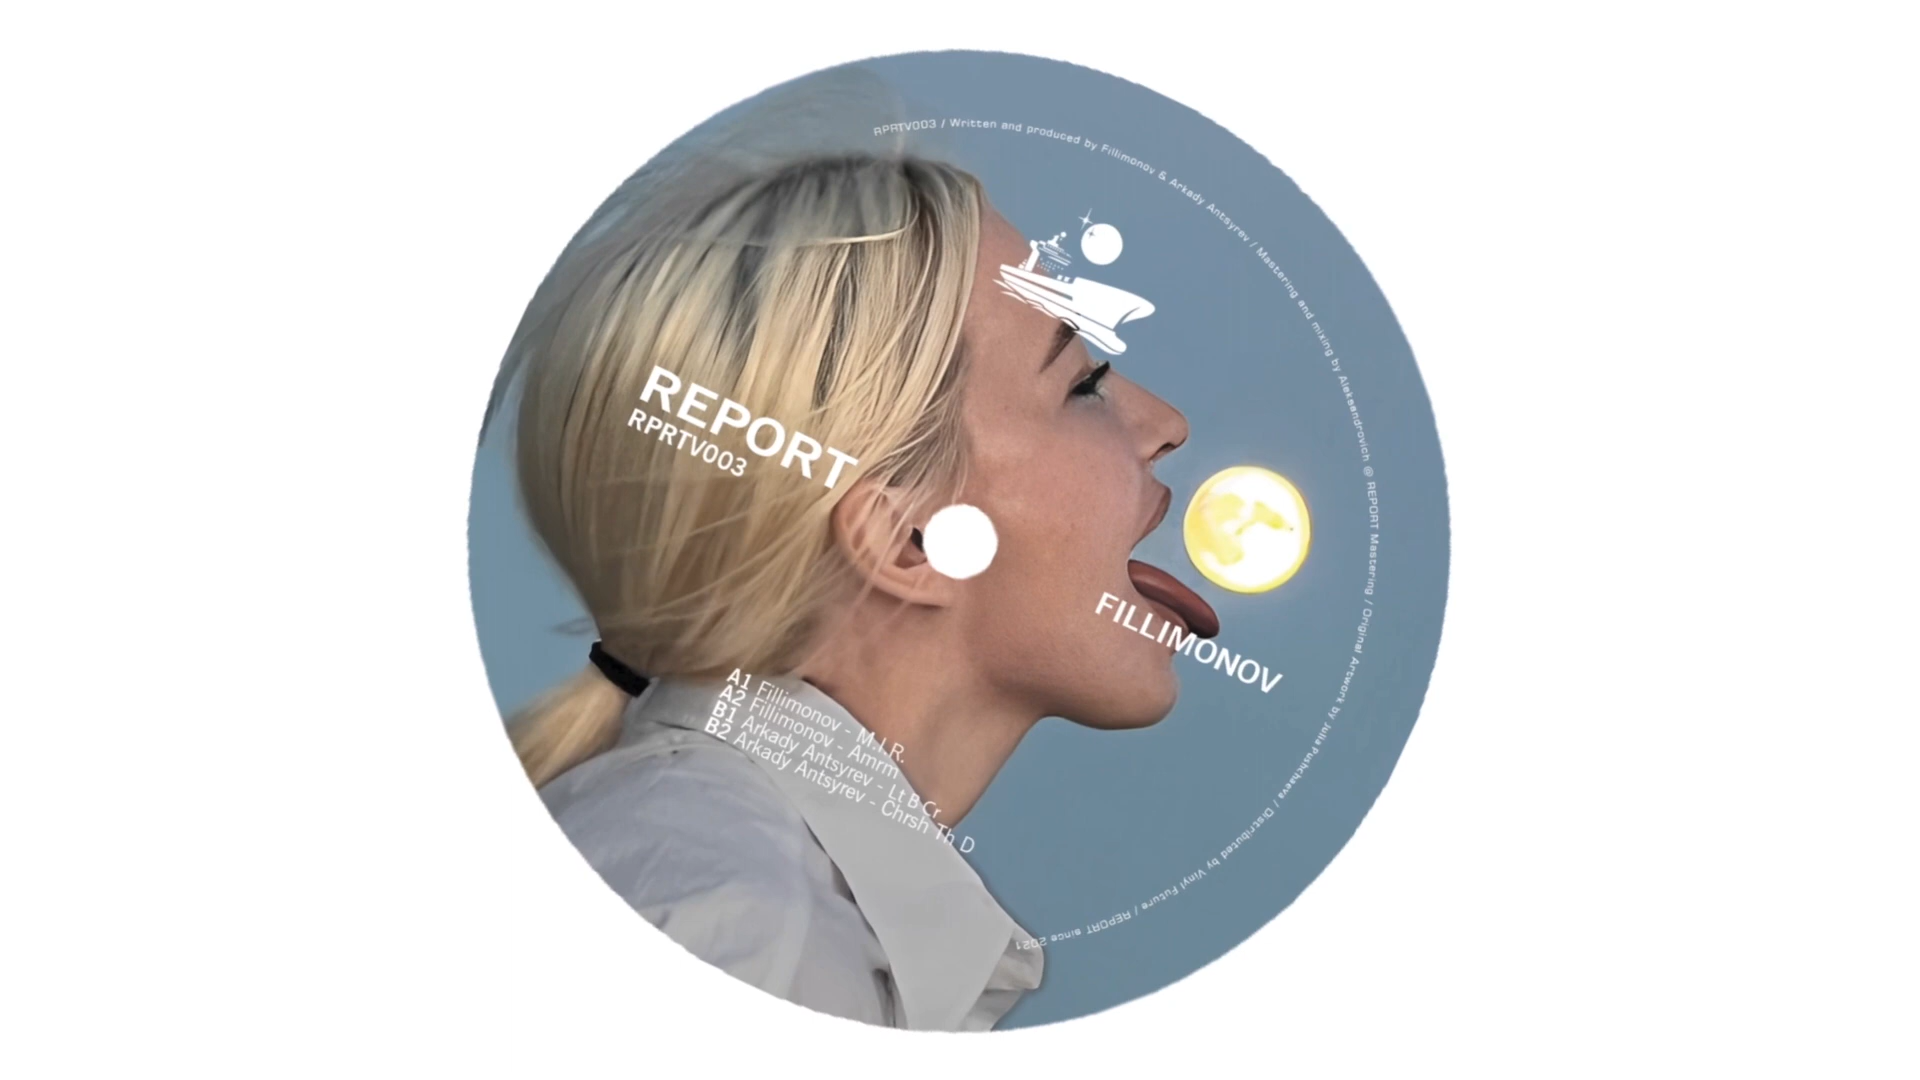 RPRTV003 / Written and produced by Fillimonov & Arkady Antsyrev / Mastering and mixing by Aleksandrovich @ REPORT Mastering / Original Artwork by Julia Pushchaeva / Distributed by Vinyl Future / REPORT since 2021
REPORT
RPRTV003
FILLIMONOV
A1 Fillimonov - M.I.R.
A2 Fillimonov - Amrm
B1 Arkady Antsyrev - Lt B Cr
B2 Arkady Antsyrev - Chrsh Th D